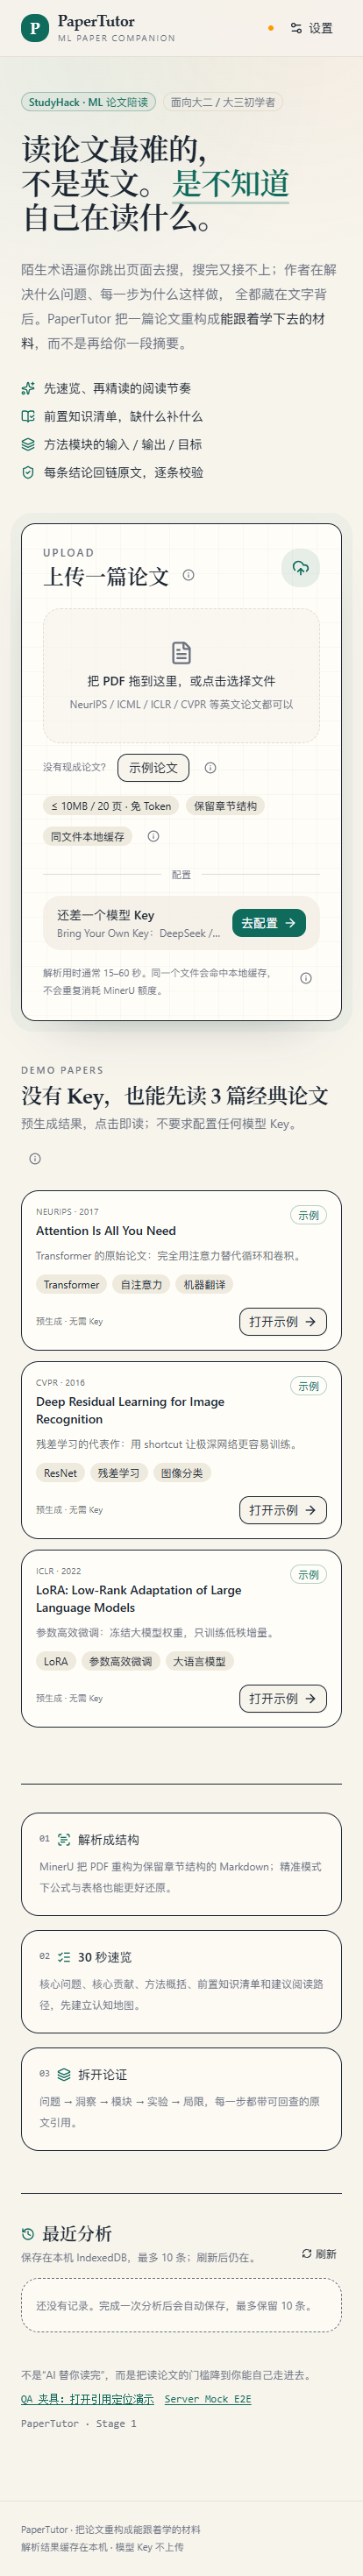 P
PaperTutor
ML PAPER COMPANION
设置
StudyHack · ML 论文陪读
面向大二 / 大三初学者
读论文最难的，
不是英文。是不知道
自己在读什么。
陌生术语逼你跳出页面去搜，搜完又接不上；作者在解
决什么问题、每一步为什么这样做， 全都藏在文字背
后。PaperTutor 把一篇论文重构成能跟着学下去的材
料，而不是再给你一段摘要。
先速览、再精读的阅读节奏
前置知识清单，缺什么补什么
方法模块的输入 / 输出 / 目标
每条结论回链原文，逐条校验
UPLOAD
上传一篇论文
把 PDF 拖到这里，或点击选择文件
NeurIPS / ICML / ICLR / CVPR 等英文论文都可以
没有现成论文？
示例论文
≤ 10MB / 20 页 · 免 Token
保留章节结构
同文件本地缓存
配置
还差一个模型 Key
Bring Your Own Key：DeepSeek /...
去配置 →
解析用时通常 15–60 秒。同一个文件会命中本地缓存，
不会重复消耗 MinerU 额度。
DEMO PAPERS
没有 Key，也能先读 3 篇经典论文
预生成结果，点击即读；不要求配置任何模型 Key。
NEURIPS · 2017
示例
Attention Is All You Need
Transformer 的原始论文：完全用注意力替代循环和卷积。
Transformer
自注意力
机器翻译
预生成 · 无需 Key
打开示例 →
CVPR · 2016
示例
Deep Residual Learning for Image
Recognition
残差学习的代表作：用 shortcut 让极深网络更容易训练。
ResNet
残差学习
图像分类
预生成 · 无需 Key
打开示例 →
ICLR · 2022
示例
LoRA: Low-Rank Adaptation of Large
Language Models
参数高效微调：冻结大模型权重，只训练低秩增量。
LoRA
参数高效微调
大语言模型
预生成 · 无需 Key
打开示例 →
01 解析成结构
MinerU 把 PDF 重构为保留章节结构的 Markdown；精准模式
下公式与表格也能更好还原。
02 30 秒速览
核心问题、核心贡献、方法概括、前置知识清单和建议阅读路
径，先建立认知地图。
03 拆开论证
问题 → 洞察 → 模块 → 实验 → 局限，每一步都带可回查的原
文引用。
最近分析
保存在本机 IndexedDB，最多 10 条；刷新后仍在。
刷新
还没有记录。完成一次分析后会自动保存，最多保留 10 条。
不是“AI 替你读完”，而是把读论文的门槛降到你能自己走进去。
QA 夹具：打开引用定位演示 Server Mock E2E
PaperTutor · Stage 1
PaperTutor · 把论文重构成能跟着学的材料
解析结果缓存在本机 · 模型 Key 不上传